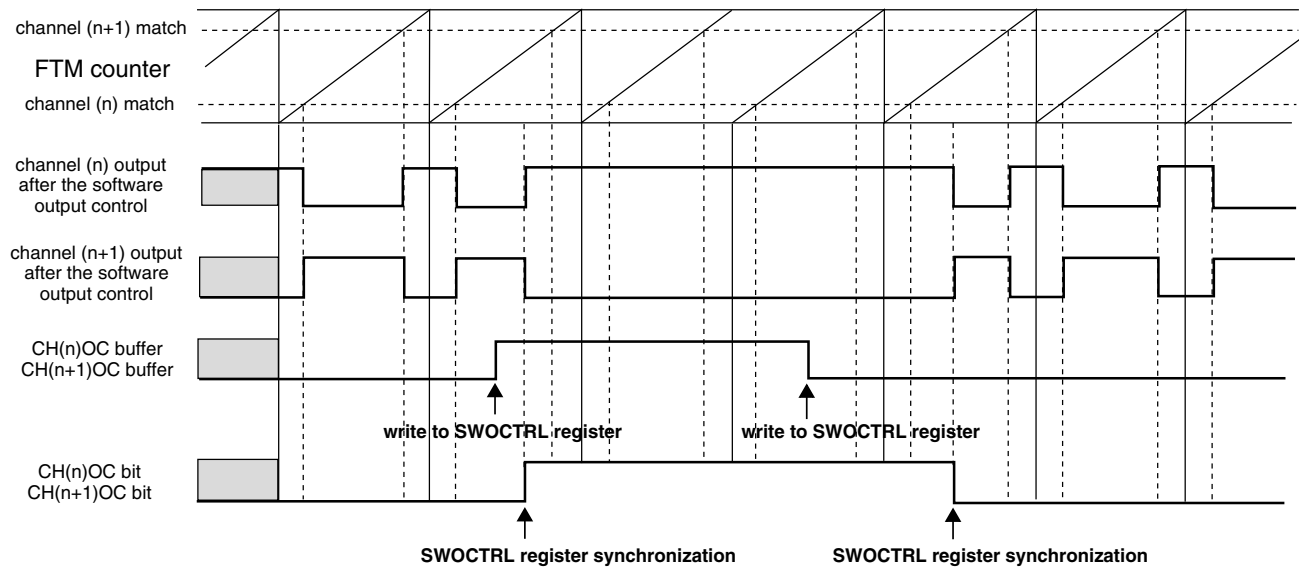 channel (n+1) match
FTM counter
channel (n) match
channel (n) output
after the software
output control
channel (n+1) output
after the software
output control
CH(n)OC buffer
CH(n+1)OC buffer
write to SWOCTRL register
write to SWOCTRL register
CH(n)OC bit
CH(n+1)OC bit
SWOCTRL register synchronization
SWOCTRL register synchronization